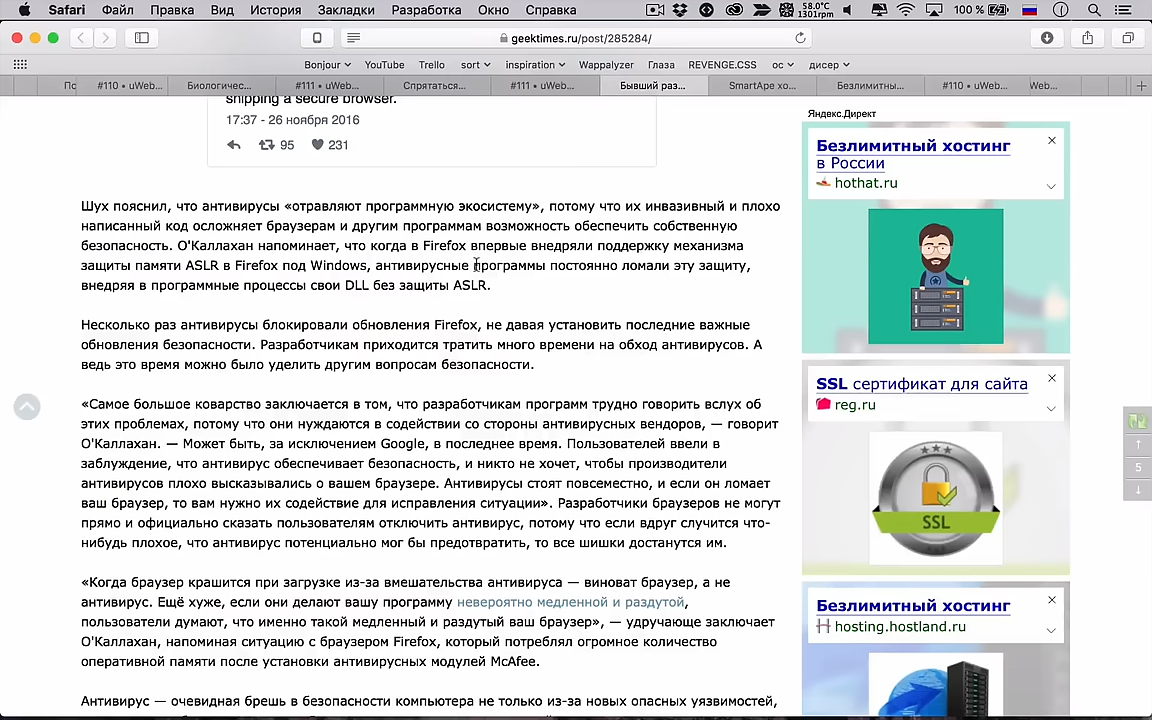 Safari Файл Правка Вид История Закладки Разработка Окно Справка 58.0°C 1301rpm 100 %
geektimes.ru/post/285284/
Bonjour YouTube Trello sort inspiration Wappalyzer Глаза REVENGE.CSS ос дисер
Пс #110 • uWeb... Биологиче... #111 • uWeb... Спрятаться... #111 • uWeb... Бывший раз... SmartApe хо... Безлимитны... #110 • uWeb... Web...
shipping a secure browser.
17:37 - 26 ноября 2016
95 231
Шух пояснил, что антивирусы «отравляют программную экосистему», потому что их инвазивный и плохо
написанный код осложняет браузерам и другим программам возможность обеспечить собственную
безопасность. О'Каллахан напоминает, что когда в Firefox впервые внедряли поддержку механизма
защиты памяти ASLR в Firefox под Windows, антивирусные программы постоянно ломали эту защиту,
внедряя в программные процессы свои DLL без защиты ASLR.
Несколько раз антивирусы блокировали обновления Firefox, не давая установить последние важные
обновления безопасности. Разработчикам приходится тратить много времени на обход антивирусов. А
ведь это время можно было уделить другим вопросам безопасности.
«Самое большое коварство заключается в том, что разработчикам программ трудно говорить вслух об
этих проблемах, потому что они нуждаются в содействии со стороны антивирусных вендоров, — говорит
О'Каллахан. — Может быть, за исключением Google, в последнее время. Пользователей ввели в
заблуждение, что антивирус обеспечивает безопасность, и никто не хочет, чтобы производители
антивирусов плохо высказывались о вашем браузере. Антивирусы стоят повсеместно, и если он ломает
ваш браузер, то вам нужно их содействие для исправления ситуации». Разработчики браузеров не могут
прямо и официально сказать пользователям отключить антивирус, потому что если вдруг случится что-
нибудь плохое, что антивирус потенциально мог бы предотвратить, то все шишки достанутся им.
«Когда браузер крашится при загрузке из-за вмешательства антивируса — виноват браузер, а не
антивирус. Ещё хуже, если они делают вашу программу невероятно медленной и раздутой,
пользователи думают, что именно такой медленный и раздутый ваш браузер», — удручающе заключает
О'Каллахан, напоминая ситуацию с браузером Firefox, который потреблял огромное количество
оперативной памяти после установки антивирусных модулей McAfee.
Антивирус — очевидная брешь в безопасности компьютера не только из-за новых опасных уязвимостей,
Яндекс.Директ
Безлимитный хостинг
в России
hothat.ru
SSL сертификат для сайта
reg.ru
SSL
Безлимитный хостинг
hosting.hostland.ru
5